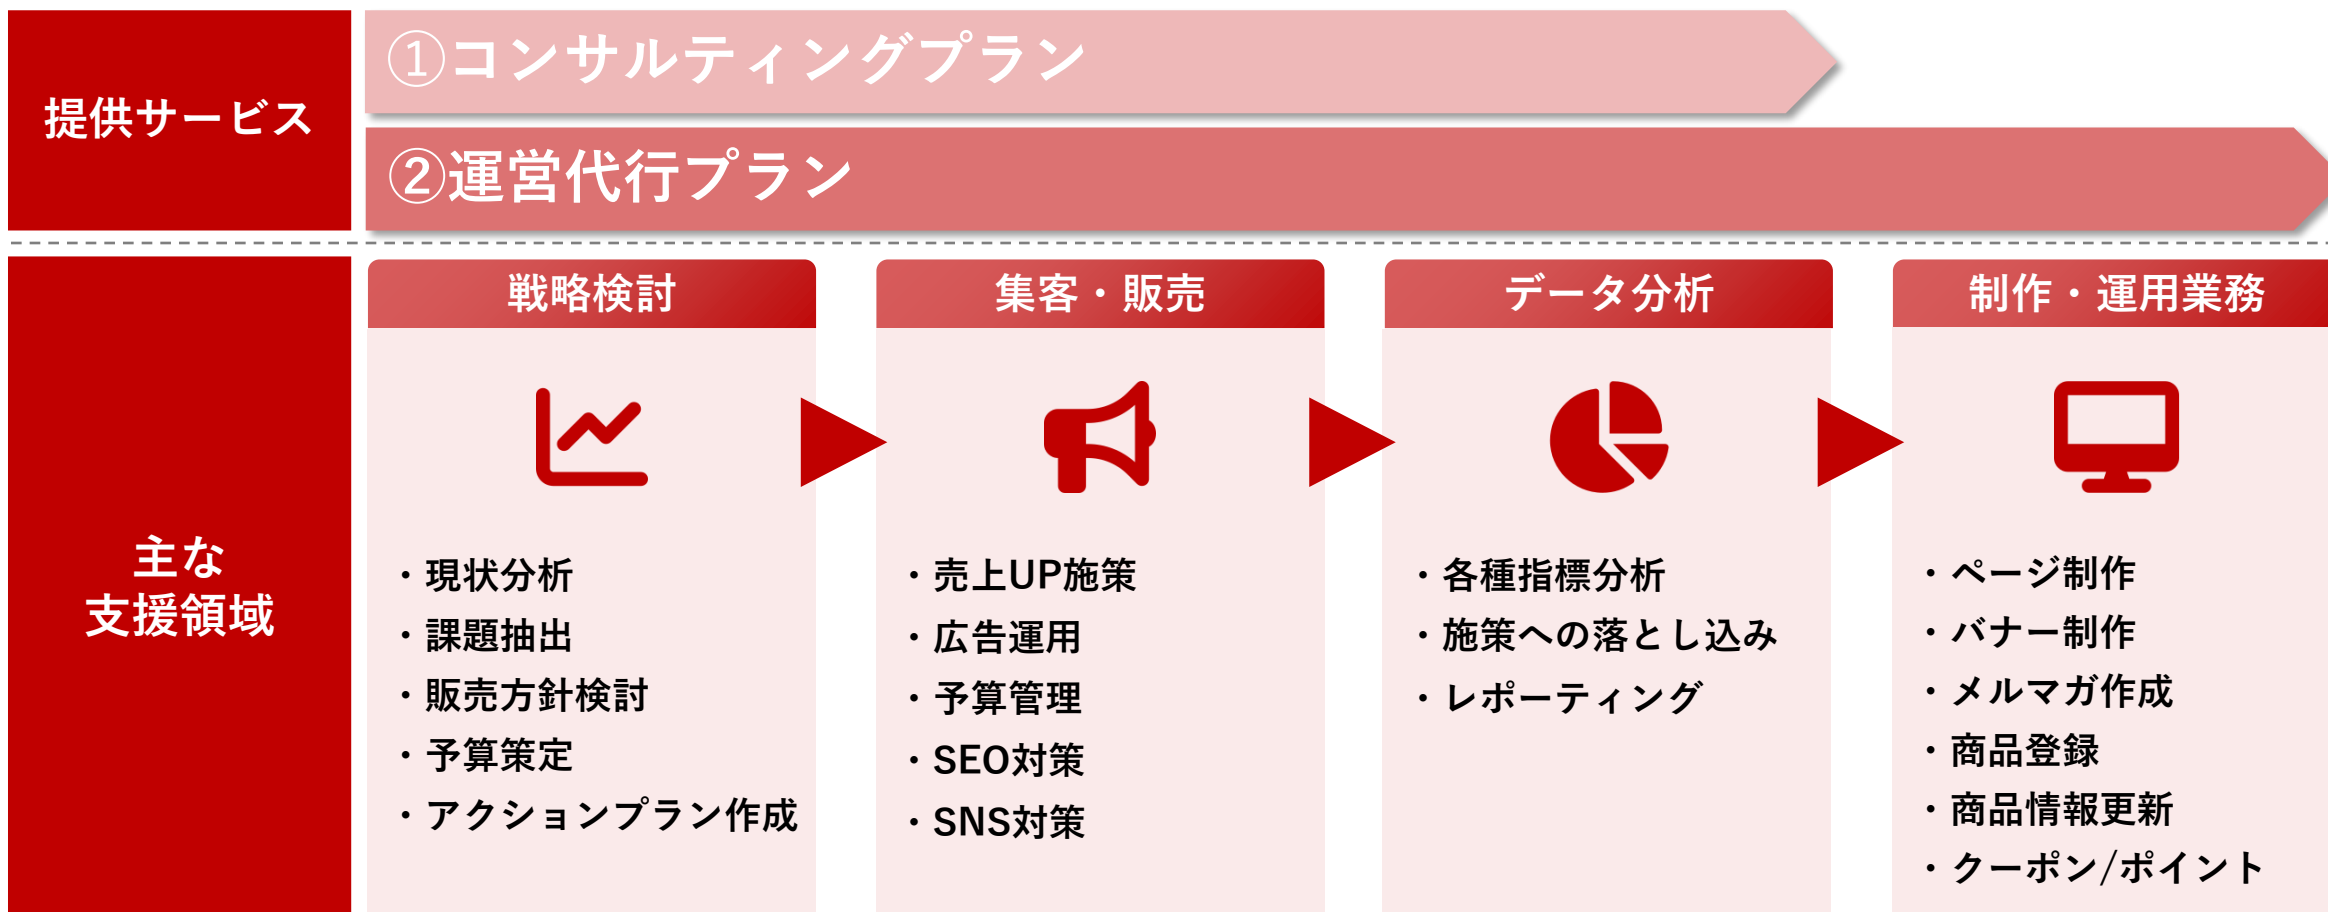 提供サービス
①コンサルティングプラン
②運営代行プラン
主な
支援領域
戦略検討
・現状分析
・課題抽出
・販売方針検討
・予算策定
・アクションプラン作成
集客・販売
・売上UP施策
・広告運用
・予算管理
・SEO対策
・SNS対策
データ分析
・各種指標分析
・施策への落とし込み
・レポーティング
制作・運用業務
・ページ制作
・バナー制作
・メルマガ作成
・商品登録
・商品情報更新
・クーポン/ポイント